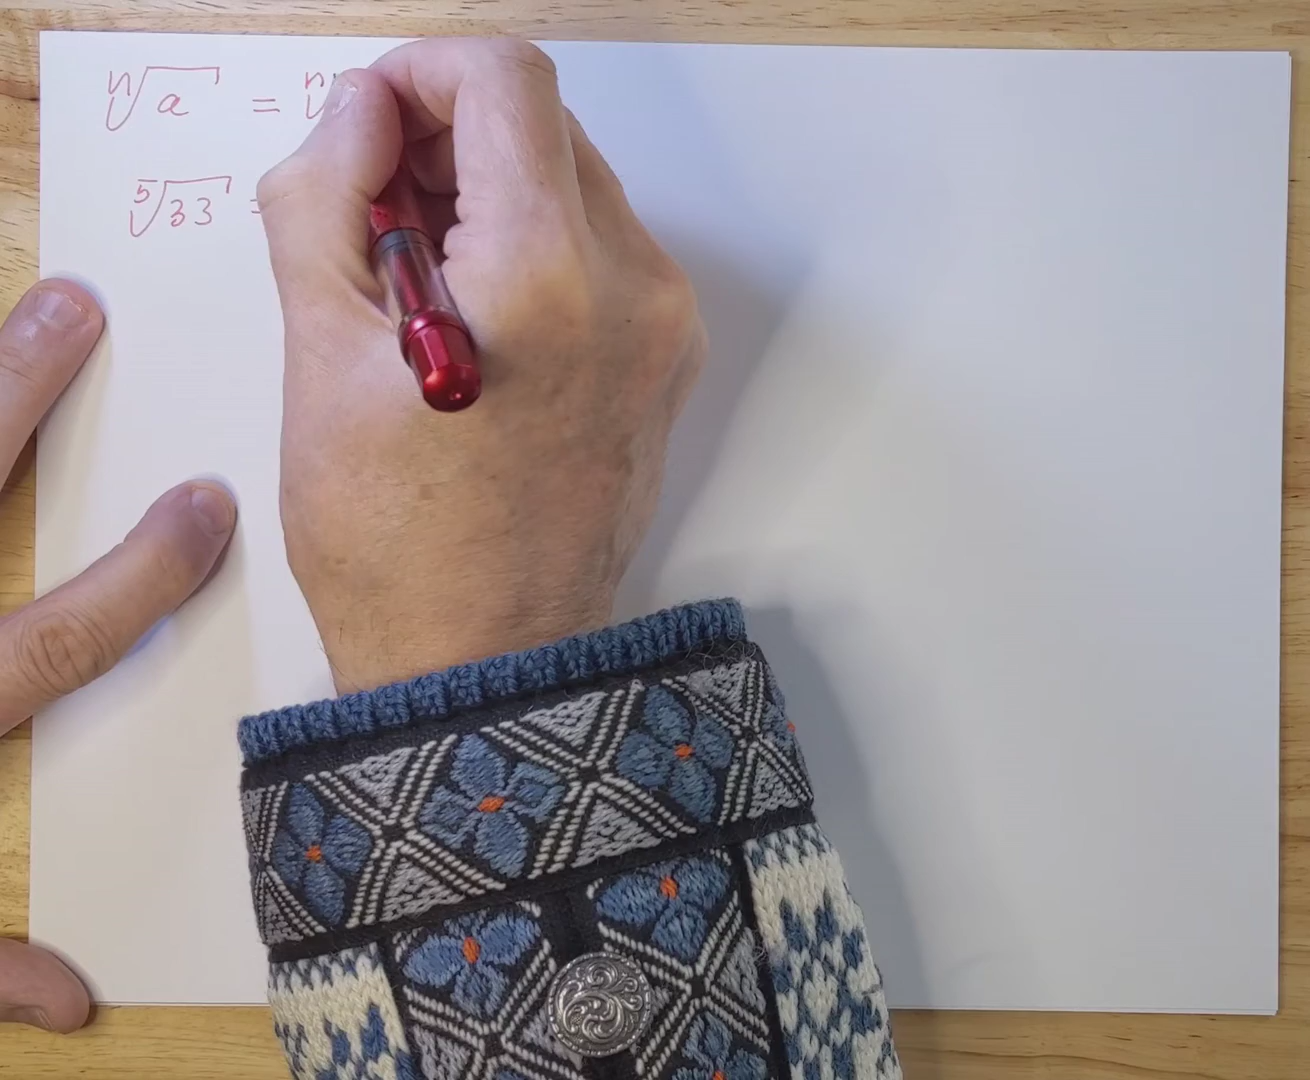 ⁿ√a = ⁿ√
⁵√33 =